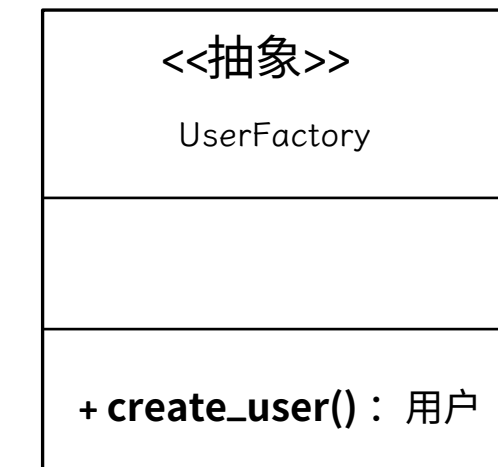 <<抽象>>
UserFactory
+ create_user() ： 用户